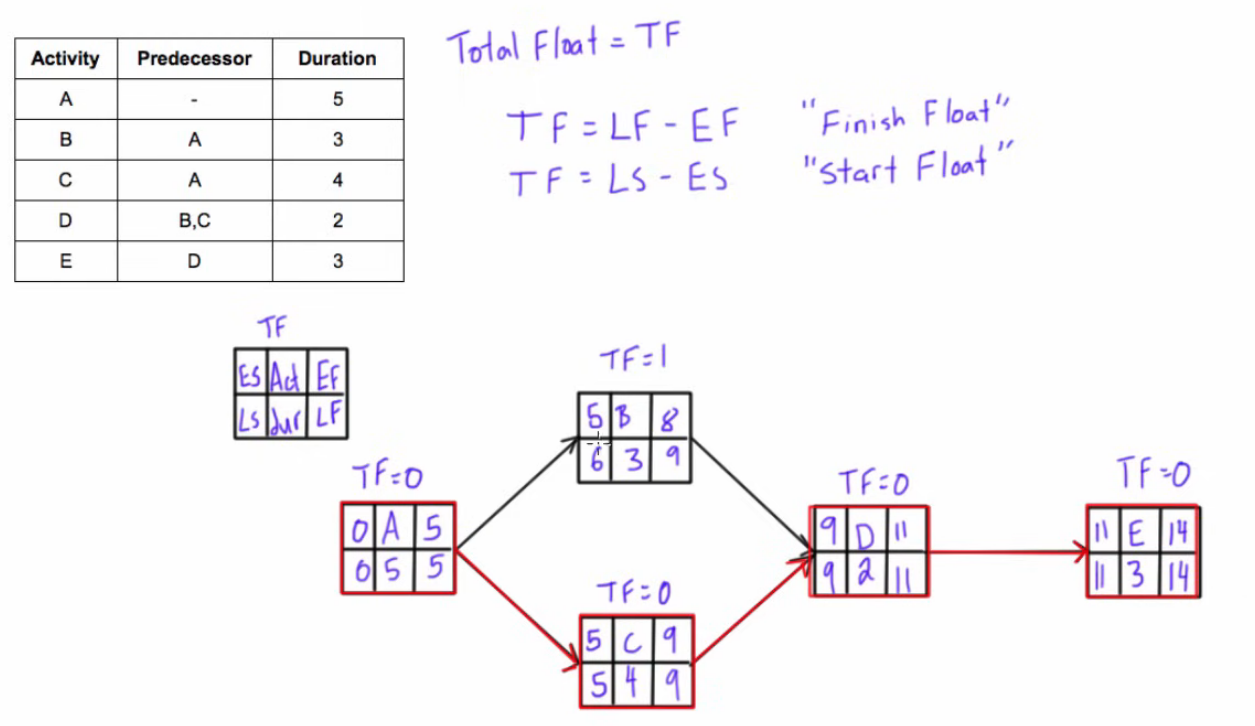 Activity Predecessor Duration
A - 5
B A 3
C A 4
D B,C 2
E D 3
Total Float = TF
TF = LF - EF "Finish Float"
TF = LS - ES "Start Float"
TF
ES Act EF
LS dur LF
TF=0
0 A 5
0 5 5
TF=1
5 B 8
6 3 9
TF=0
5 C 9
5 4 9
TF=0
9 D 11
9 2 11
TF=0
11 E 14
11 3 14